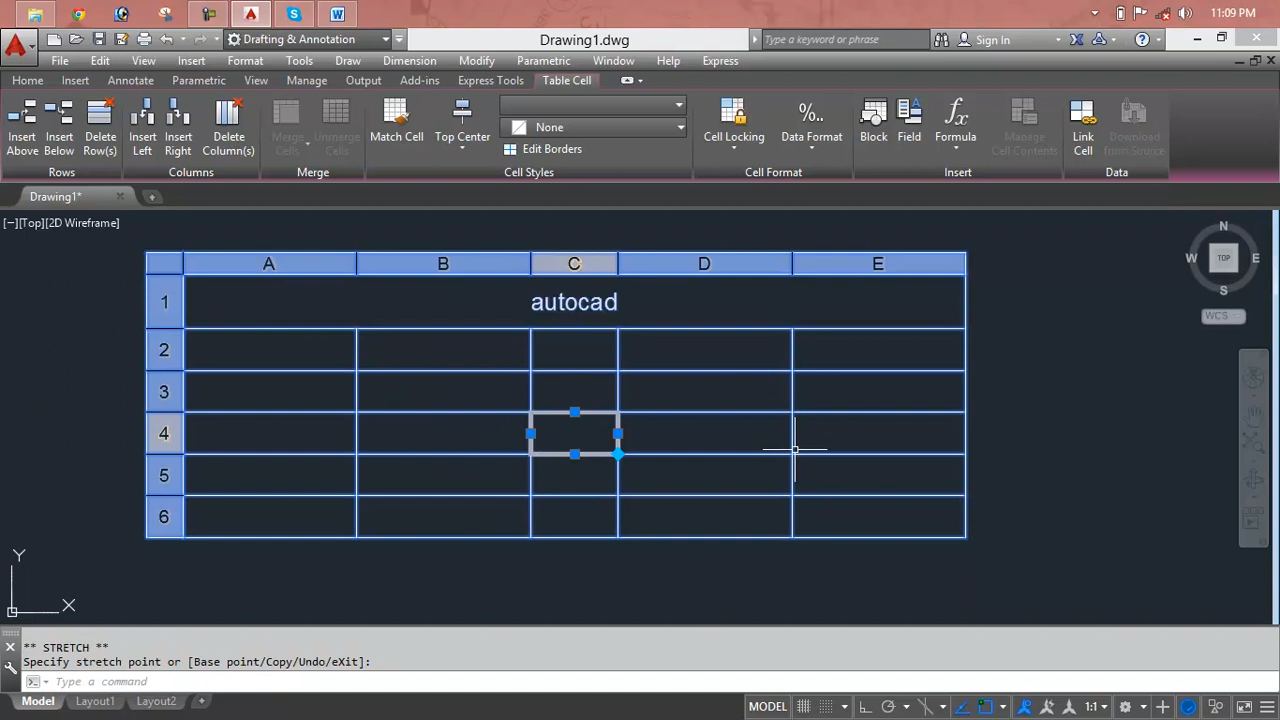 11:09 PM
Drafting & Annotation
Drawing1.dwg
Type a keyword or phrase
Sign In
File Edit View Insert Format Tools Draw Dimension Modify Parametric Window Help Express
Home Insert Annotate Parametric View Manage Output Add-ins Express Tools Table Cell
Insert Above
Insert Below
Delete Row(s)
Rows
Insert Left
Insert Right
Delete Column(s)
Columns
Merge Cells
Unmerge Cells
Merge
Match Cell
Top Center
None
Edit Borders
Cell Styles
Cell Locking
Data Format
Cell Format
Block
Field
Formula
Manage Cell Contents
Insert
Link Cell
Download from Source
Data
Drawing1*
[−][Top][2D Wireframe]
N
W TOP E
S
WCS
A B C D E
1 autocad
2
3
4
5
6
Y
X
** STRETCH **
Specify stretch point or [Base point/Copy/Undo/eXit]:
Type a command
Model Layout1 Layout2
MODEL
1:1